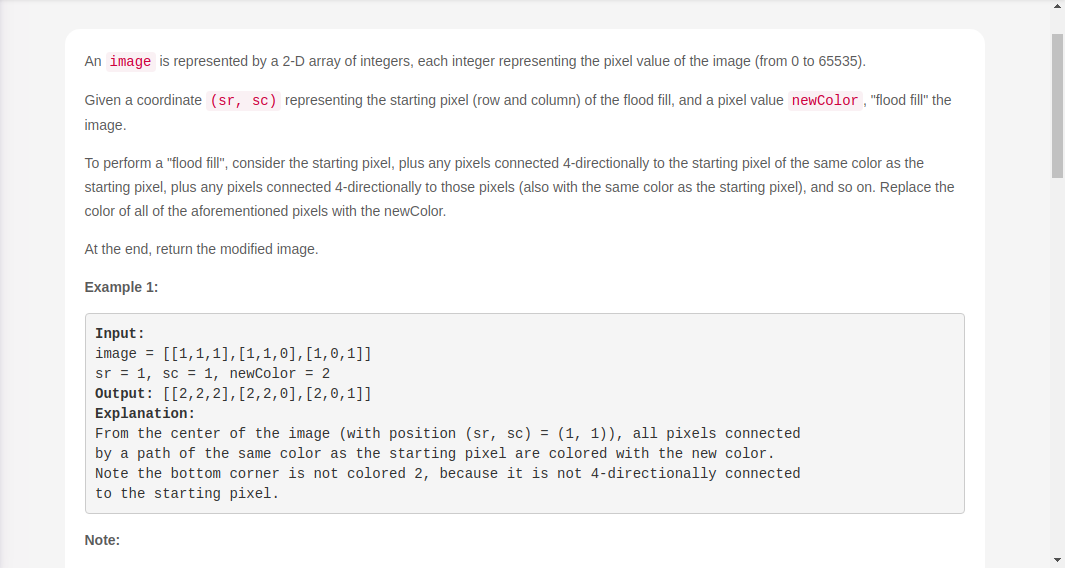 An image is represented by a 2-D array of integers, each integer representing the pixel value of the image (from 0 to 65535).
Given a coordinate (sr, sc) representing the starting pixel (row and column) of the flood fill, and a pixel value newColor, "flood fill" the
image.
To perform a "flood fill", consider the starting pixel, plus any pixels connected 4-directionally to the starting pixel of the same color as the
starting pixel, plus any pixels connected 4-directionally to those pixels (also with the same color as the starting pixel), and so on. Replace the
color of all of the aforementioned pixels with the newColor.
At the end, return the modified image.
Example 1:
Input:
image = [[1,1,1],[1,1,0],[1,0,1]]
sr = 1, sc = 1, newColor = 2
Output: [[2,2,2],[2,2,0],[2,0,1]]
Explanation:
From the center of the image (with position (sr, sc) = (1, 1)), all pixels connected
by a path of the same color as the starting pixel are colored with the new color.
Note the bottom corner is not colored 2, because it is not 4-directionally connected
to the starting pixel.
Note: